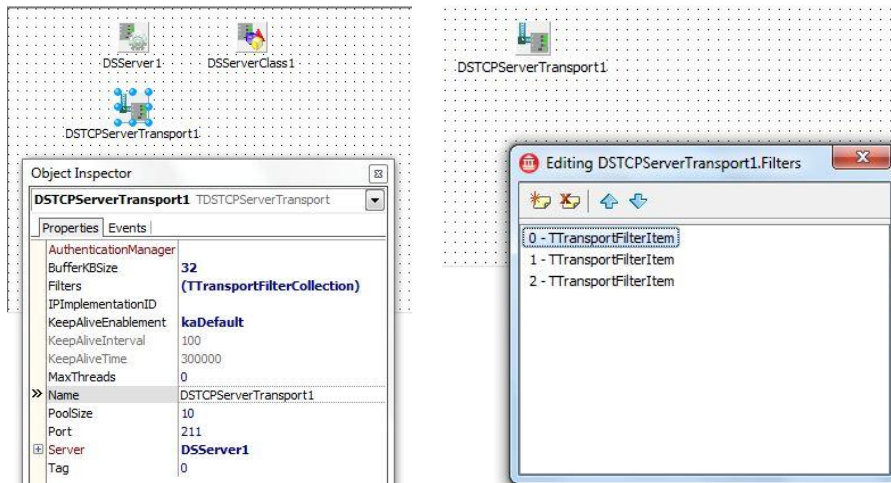 DSServer1 DSServerClass1
DSTCPServerTransport1
Object Inspector
DSTCPServerTransport1 TDSTCPServerTransport
Properties Events
AuthenticationManager
BufferKBSize 32
Filters (TTransportFilterCollection)
IPImplementationID
KeepAliveEnablement kaDefault
KeepAliveInterval 100
KeepAliveTime 300000
MaxThreads 0
Name DSTCPServerTransport1
PoolSize 10
Port 211
Server DSServer1
Tag 0
DSTCPServerTransport1
Editing DSTCPServerTransport1.Filters
0 - TTransportFilterItem
1 - TTransportFilterItem
2 - TTransportFilterItem